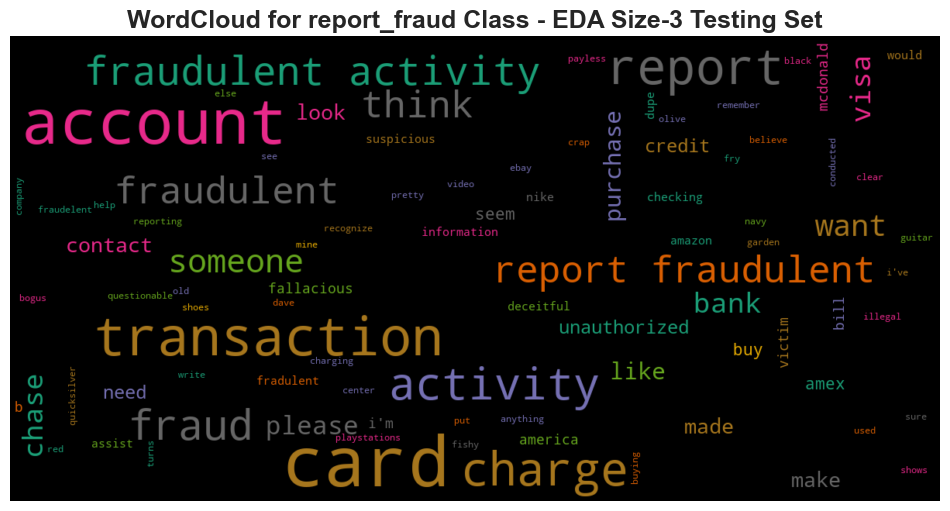 WordCloud for report_fraud Class - EDA Size-3 Testing Set
fraudulent activity
payless
report
black
mcdonald
visa
would
else
account
look
think
dupe
remember
suspicious
crap
purchase
olive
credit
believe
conducted
see
ebay
fry
clear
company
fraudulent
pretty
video
nike
checking
fraudelent
help
reporting
seem
navy
want
recognize
information
contact
mine
amazon
garden
guitar
someone
report fraudulent
i've
bogus
questionable
old
fallacious
shoes
dave
deceitful
bank
bill
illegal
transaction
unauthorized
victim
buy
charging
like
write
fradulent
center
activity
amex
chase
quicksilver
need
b
fraud
please
i'm
put
anything
made
used
sure
playstations
red
assist
turns
fishy
america
card
charge
buying
make
shows